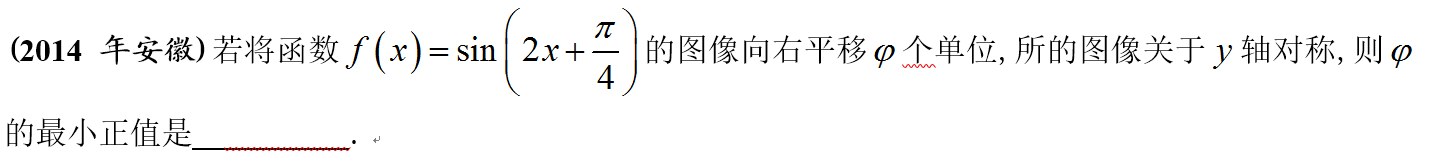 (2014 年安徽)若将函数 f(x)=sin(2x+π/4) 的图像向右平移 φ 个单位, 所的图像关于 y 轴对称, 则 φ
的最小正值是__________.